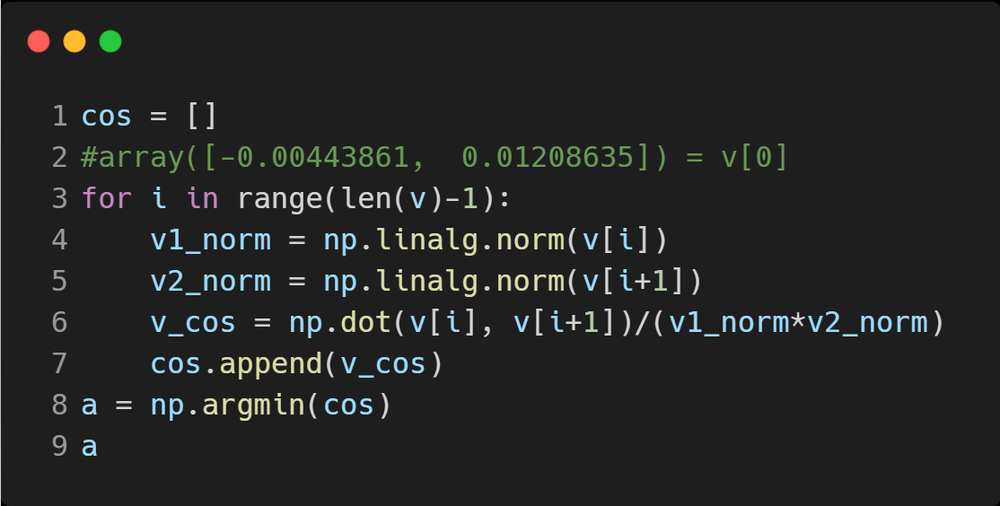 1 cos = []
2 #array([-0.00443861,  0.01208635]) = v[0]
3 for i in range(len(v)-1):
4     v1_norm = np.linalg.norm(v[i])
5     v2_norm = np.linalg.norm(v[i+1])
6     v_cos = np.dot(v[i], v[i+1])/(v1_norm*v2_norm)
7     cos.append(v_cos)
8 a = np.argmin(cos)
9 a